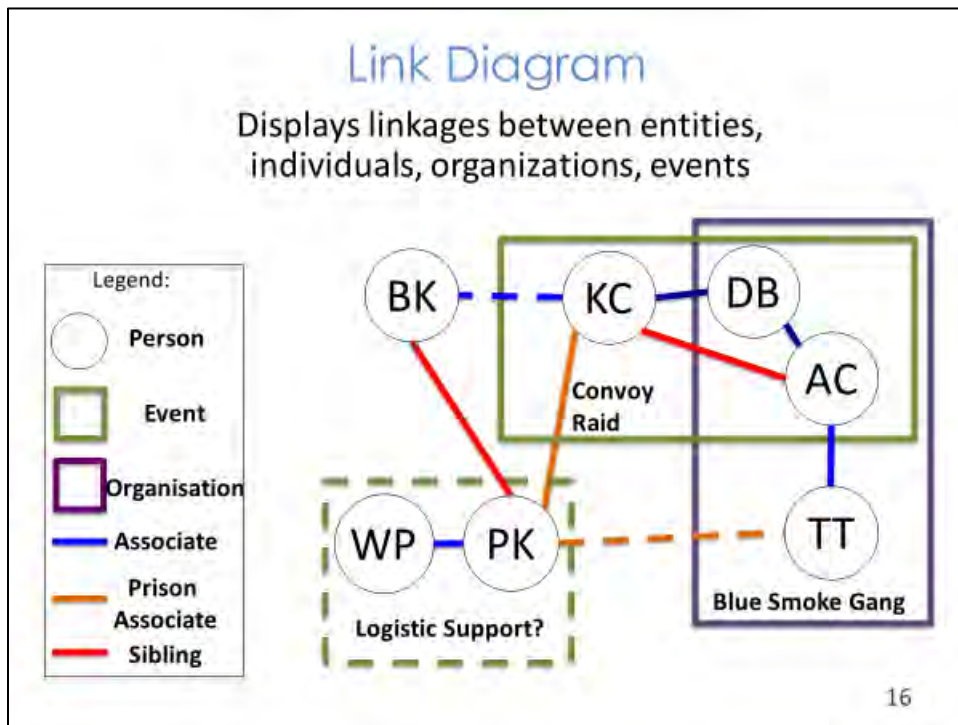 Link Diagram
Displays linkages between entities,
individuals, organizations, events
Legend:
Person
Event
Organisation
Associate
Prison
Associate
Sibling
BK
KC
DB
AC
Convoy
Raid
WP
PK
TT
Logistic Support?
Blue Smoke Gang
16